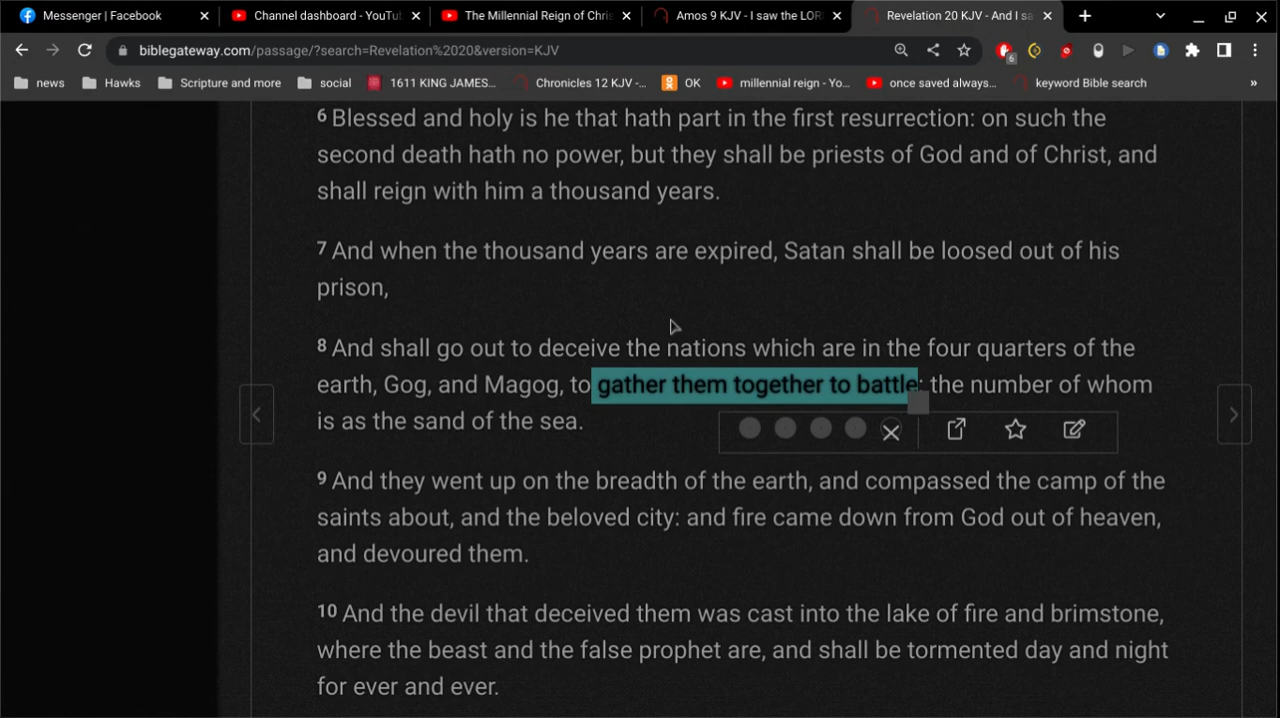 Messenger | Facebook
Channel dashboard - YouTu
The Millennial Reign of Chris
Amos 9 KJV - I saw the LORI
Revelation 20 KJV - And I sa
biblegateway.com/passage/?search=Revelation%2020&version=KJV
6
news
Hawks
Scripture and more
social
1611 KING JAMES...
Chronicles 12 KJV -...
OK
millennial reign - Yo...
once saved always...
keyword Bible search
»
6 Blessed and holy is he that hath part in the first resurrection: on such the
second death hath no power, but they shall be priests of God and of Christ, and
shall reign with him a thousand years.
7 And when the thousand years are expired, Satan shall be loosed out of his
prison,
8 And shall go out to deceive the nations which are in the four quarters of the
earth, Gog, and Magog, to gather them together to battle: the number of whom
is as the sand of the sea.
9 And they went up on the breadth of the earth, and compassed the camp of the
saints about, and the beloved city: and fire came down from God out of heaven,
and devoured them.
10 And the devil that deceived them was cast into the lake of fire and brimstone,
where the beast and the false prophet are, and shall be tormented day and night
for ever and ever.